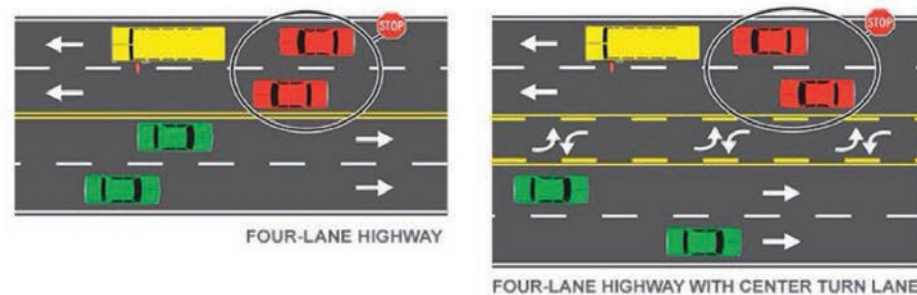 STOP
STOP
FOUR-LANE HIGHWAY
FOUR-LANE HIGHWAY WITH CENTER TURN LANE